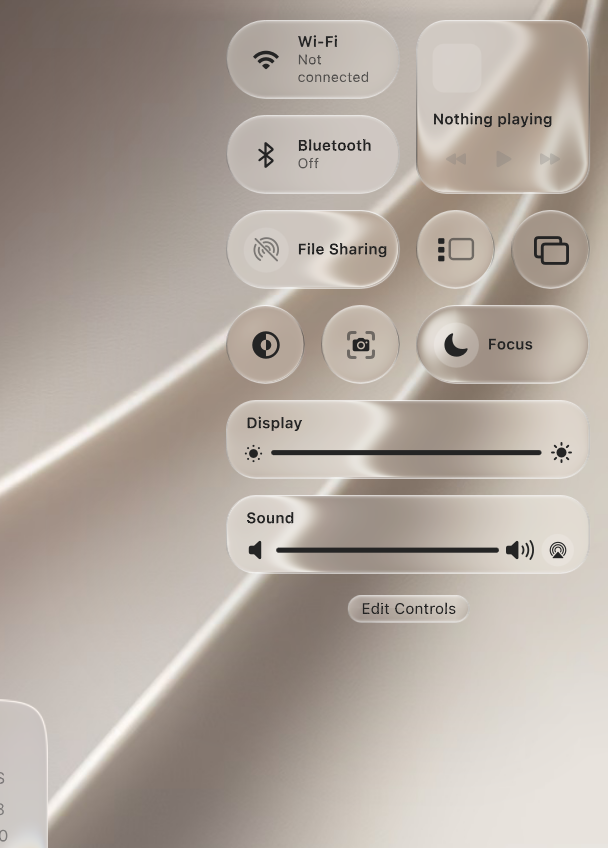 Wi-Fi
Not
connected
Nothing playing
Bluetooth
Off
File Sharing
Focus
Display
Sound
Edit Controls